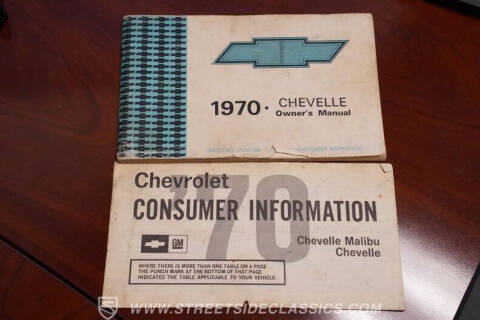 1970 • CHEVELLE
Owner's Manual
Chevrolet
'70
CONSUMER INFORMATION
Chevelle Malibu
Chevelle
GM
WHERE THERE IS MORE THAN ONE TABLE ON A PAGE
THE PUNCH MARK AT THE BOTTOM OF THAT PAGE
INDICATES THE TABLE APPLICABLE TO YOUR VEHICLE.
WWW.STREETSIDECLASSICS.COM